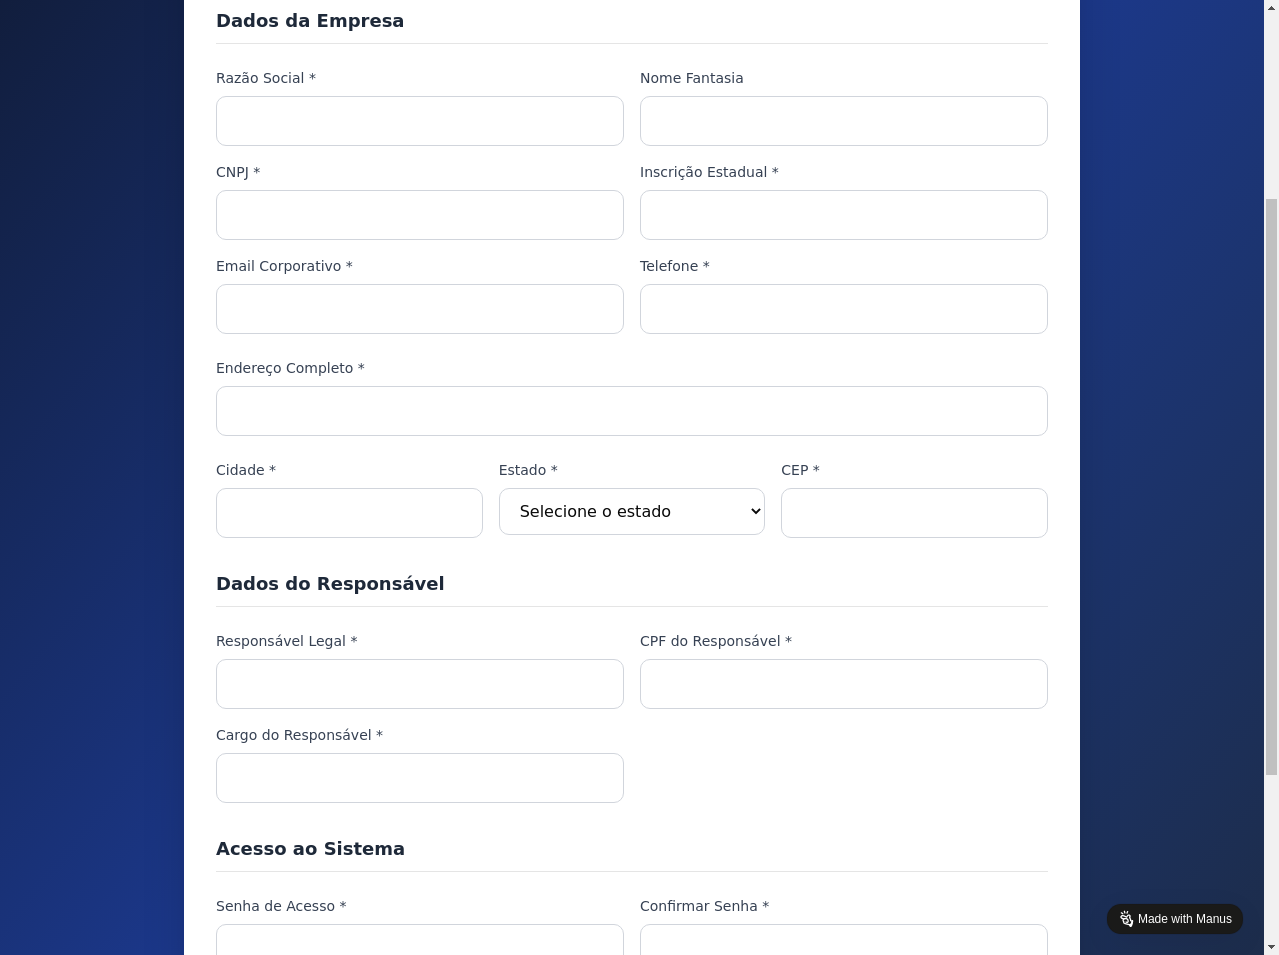 Dados da Empresa
Razão Social *
Nome Fantasia
CNPJ *
Inscrição Estadual *
Email Corporativo *
Telefone *
Endereço Completo *
Cidade *
Estado *
CEP *
Selecione o estado
Dados do Responsável
Responsável Legal *
CPF do Responsável *
Cargo do Responsável *
Acesso ao Sistema
Senha de Acesso *
Confirmar Senha *
Made with Manus